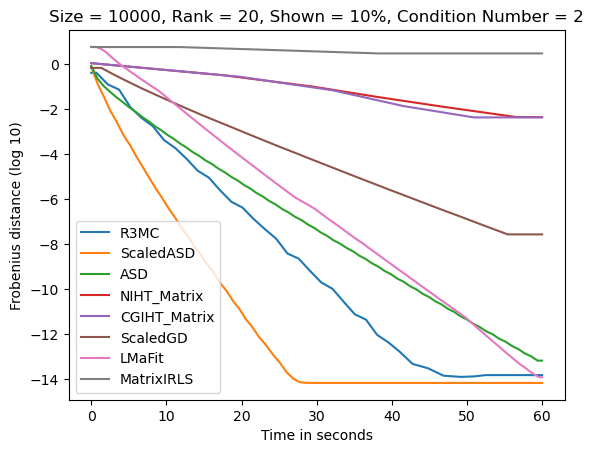 Size = 10000, Rank = 20, Shown = 10%, Condition Number = 2
Frobenius distance (log 10)
0
−2
−4
−6
−8
−10
−12
−14
R3MC
ScaledASD
ASD
NIHT_Matrix
CGIHT_Matrix
ScaledGD
LMaFit
MatrixIRLS
0 10 20 30 40 50 60
Time in seconds